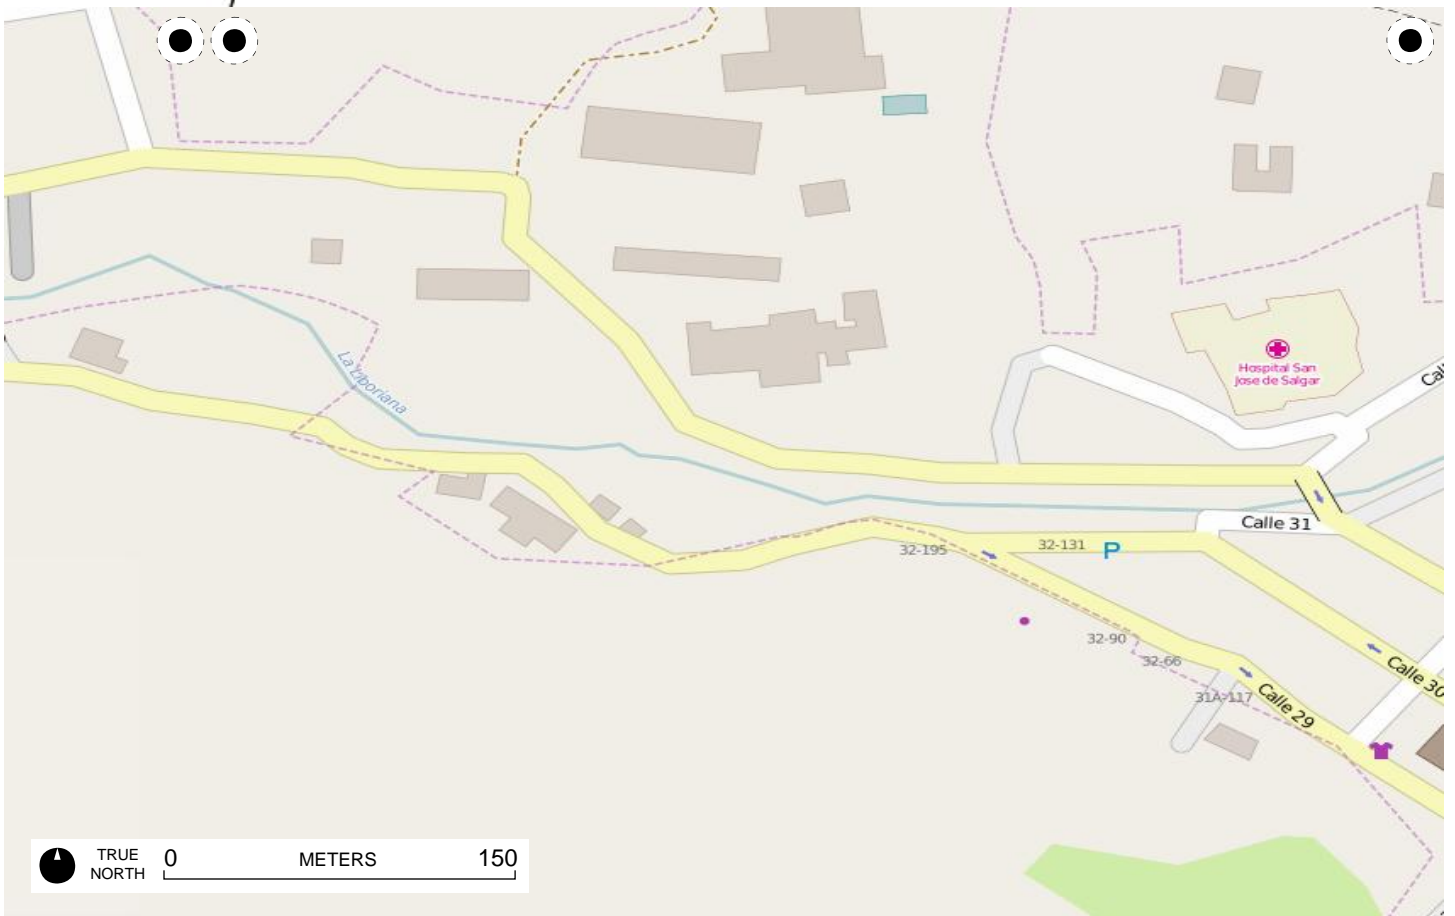 La Liboriana
Hospital San
Jose de Salgar
Calle 31
32-195
32-131
P
32-90
32-66
31A-117
Calle 29
Calle 30
TRUE
NORTH
0
METERS
150